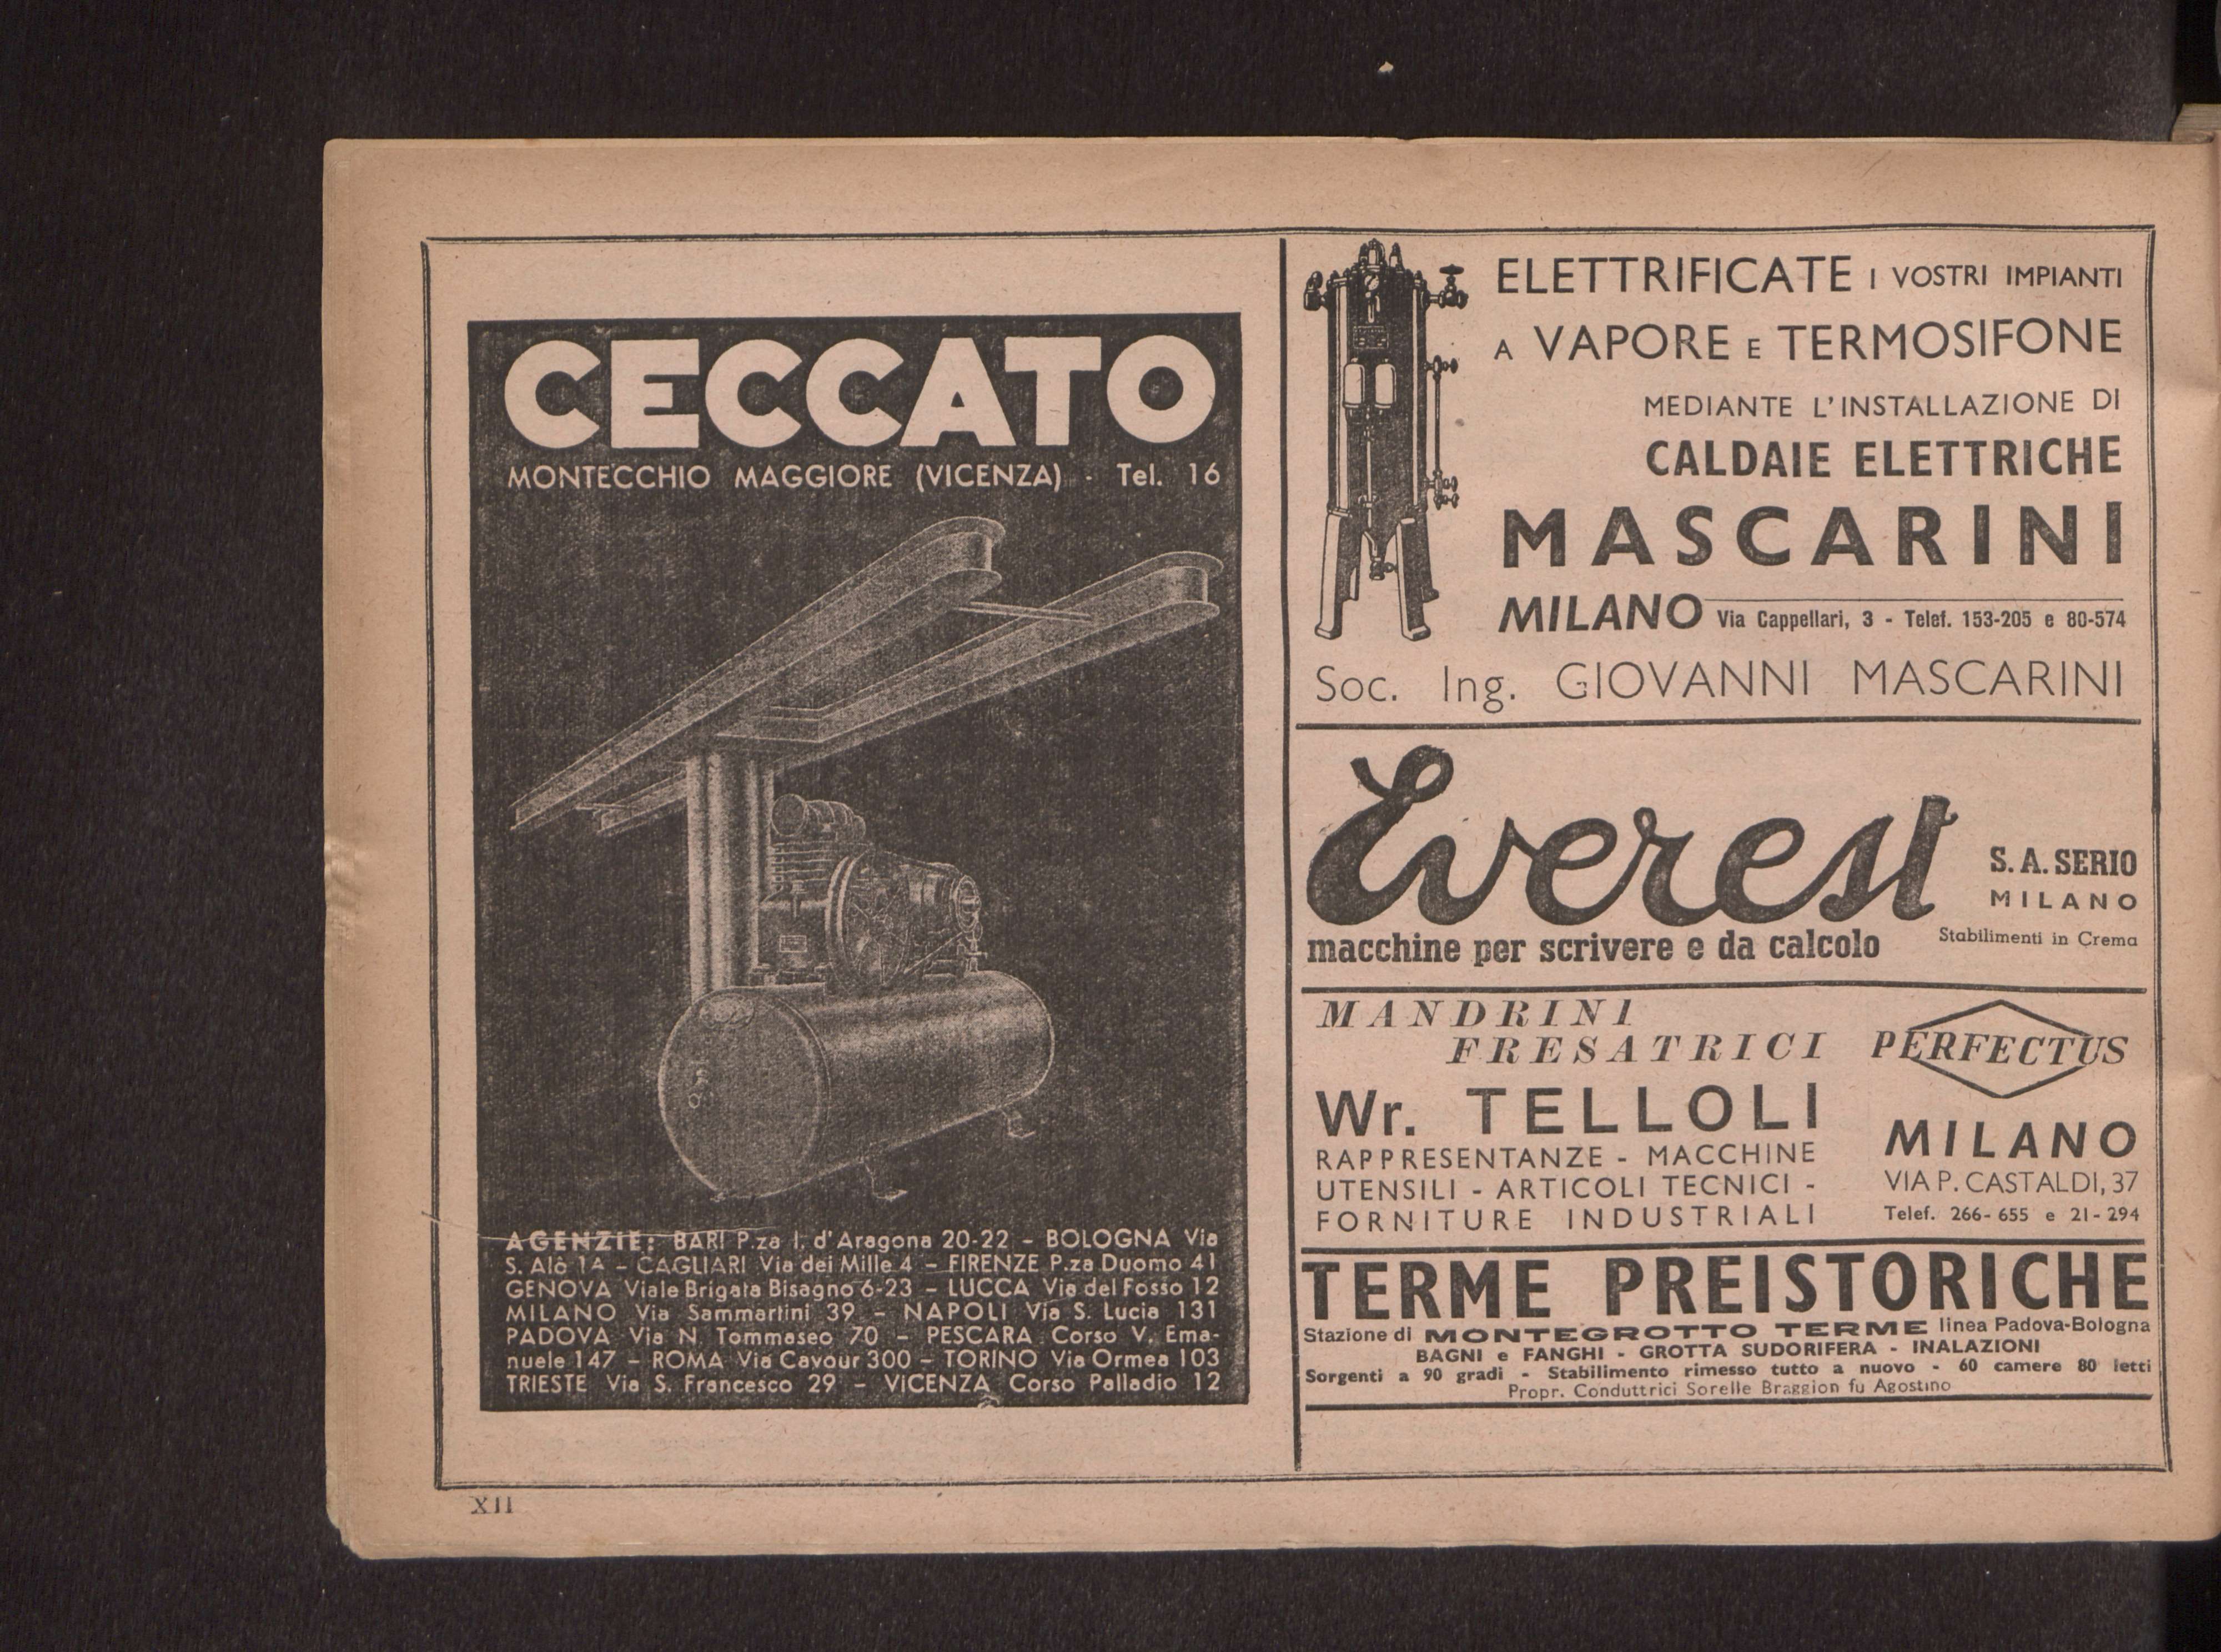 CECCATO
MONTECCHIO MAGGIORE (VICENZA) - Tel. 16
AGENZIE: BARI P.za I. d'Aragona 20-22 - BOLOGNA Via
S. Alò 1A - CAGLIARI Via dei Mille 4 - FIRENZE P.za Duomo 41
GENOVA Viale Brigata Bisagno 6-23 - LUCCA Via del Fosso 12
MILANO Via Sammartini 39 - NAPOLI Via S. Lucia 131
PADOVA Via N. Tommaseo 70 - PESCARA Corso V. Ema-
nuele 147 - ROMA Via Cavour 300 - TORINO Via Ormea 103
TRIESTE Via S. Francesco 29 - VICENZA Corso Palladio 12
ELETTRIFICATE I VOSTRI IMPIANTI
A VAPORE E TERMOSIFONE
MEDIANTE L'INSTALLAZIONE DI
CALDAIE ELETTRICHE
MASCARINI
MILANO Via Cappellari, 3 - Telef. 153-205 e 80-574
Soc. Ing. GIOVANNI MASCARINI
Everest
S. A. SERIO
MILANO
Stabilimenti in Crema
macchine per scrivere e da calcolo
MANDRINI
FRESATRICI
PERFECTUS
Wr. TELLOLI
RAPPRESENTANZE - MACCHINE
UTENSILI - ARTICOLI TECNICI -
FORNITURE INDUSTRIALI
MILANO
VIA P. CASTALDI, 37
Telef. 266-655 e 21-294
TERME PREISTORICHE
Stazione di MONTEGROTTO TERME linea Padova-Bologna
BAGNI e FANGHI - GROTTA SUDORIFERA - INALAZIONI
Sorgenti a 90 gradi - Stabilimento rimesso tutto a nuovo - 60 camere 80 letti
Propr. Conduttrici Sorelle Braggion fu Agostino
XII